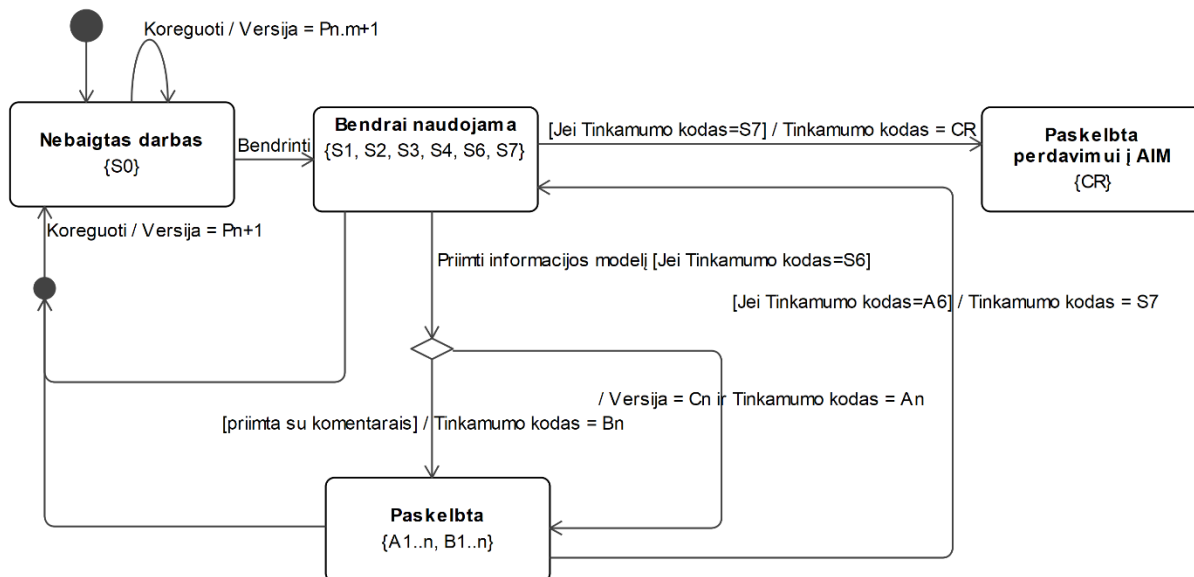 Koreguoti / Versija = Pn.m+1
Nebaigtas darbas
{S0}
Bendrinti
Bendrai naudojama
{S1, S2, S3, S4, S6, S7}
[Jei Tinkamumo kodas=S7] / Tinkamumo kodas = CR
Paskelbta
perdavimui į AIM
{CR}
Koreguoti / Versija = Pn+1
Priimti informacijos modelį [Jei Tinkamumo kodas=S6]
[Jei Tinkamumo kodas=A6] / Tinkamumo kodas = S7
/ Versija = Cn ir Tinkamumo kodas = An
[priimta su komentarais] / Tinkamumo kodas = Bn
Paskelbta
{A1..n, B1..n}